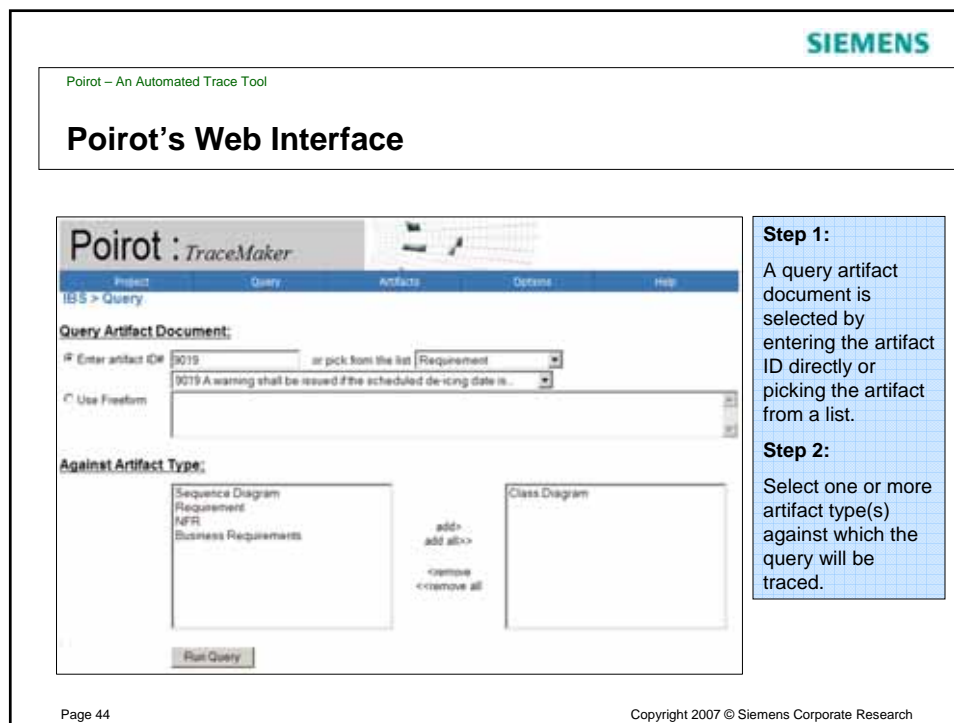 SIEMENS
Poirot – An Automated Trace Tool
Poirot's Web Interface
Poirot : TraceMaker
Project Query Artifacts Options Help
IBS > Query
Query Artifact Document:
Enter artifact ID# 9019 or pick from the list Requirement
9019 A warning shall be issued if the scheduled de-icing date is...
Use Freeform
Against Artifact Type:
Sequence Diagram
Requirement
NFR
Business Requirements
add>
add all>>
<remove
<<remove all
Class Diagram
Run Query
Step 1:
A query artifact
document is
selected by
entering the artifact
ID directly or
picking the artifact
from a list.
Step 2:
Select one or more
artifact type(s)
against which the
query will be
traced.
Page 44
Copyright 2007 © Siemens Corporate Research